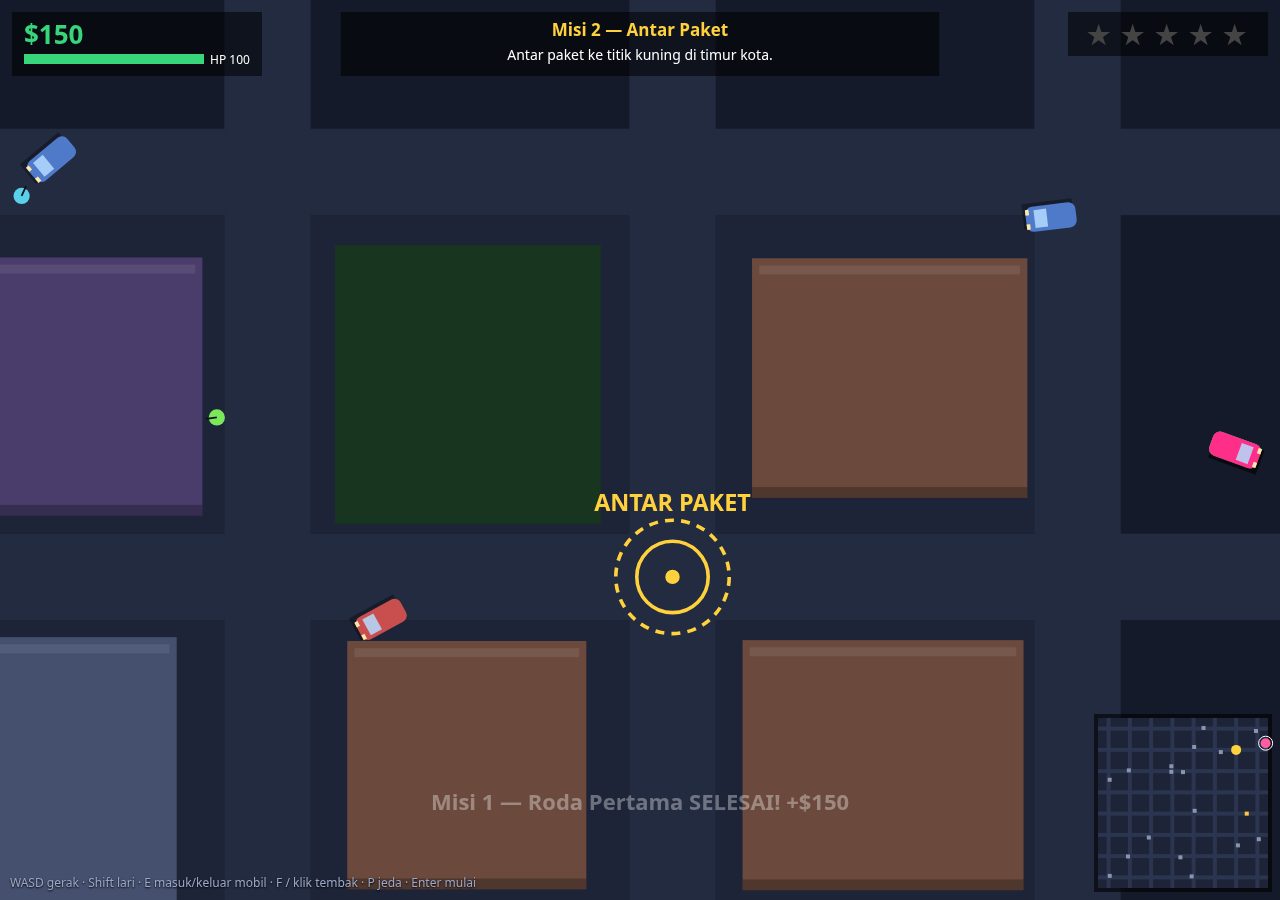 $150
HP 100
Misi 2 — Antar Paket
Antar paket ke titik kuning di timur kota.
★ ★ ★ ★ ★
ANTAR PAKET
Misi 1 — Roda Pertama SELESAI! +$150
WASD gerak · Shift lari · E masuk/keluar mobil · F / klik tembak · P jeda · Enter mulai